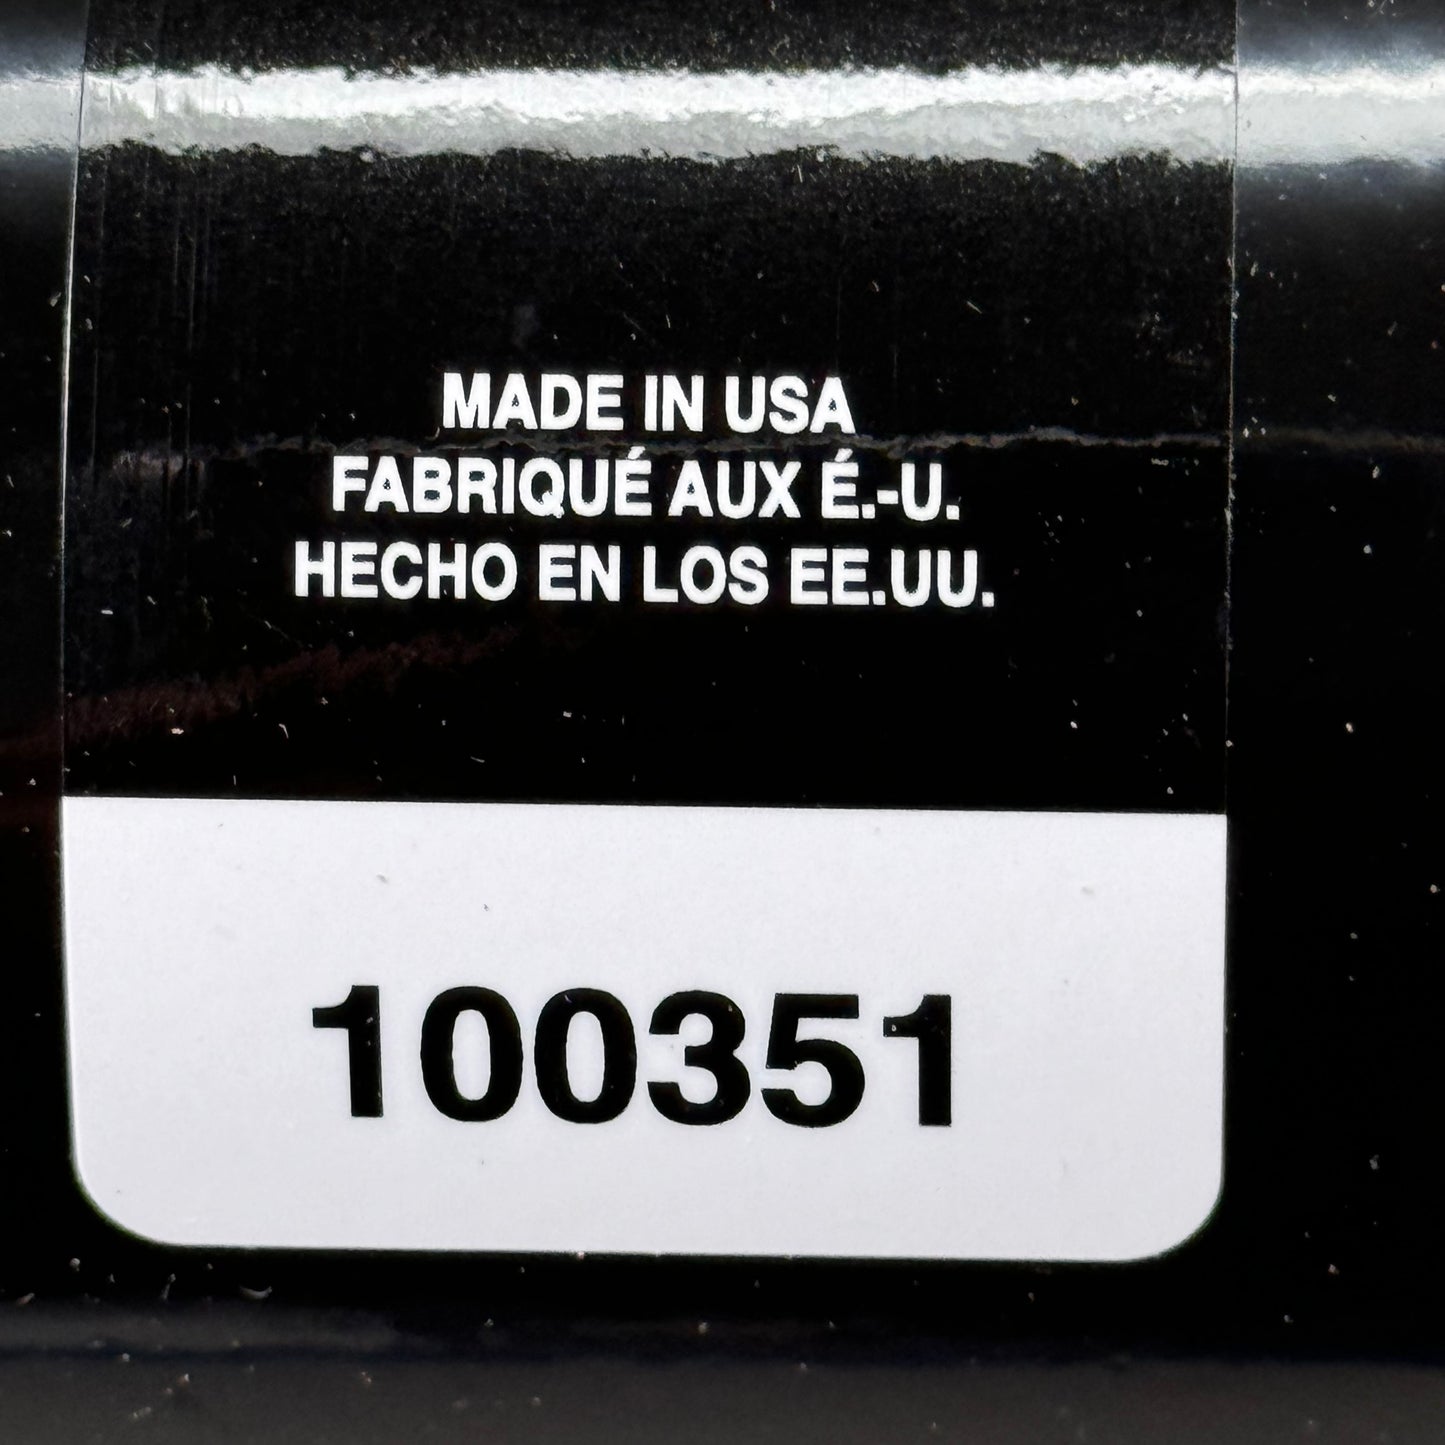 MADE IN USA
FABRIQUÉ AUX É.-U.
HECHO EN LOS EE.UU.
100351